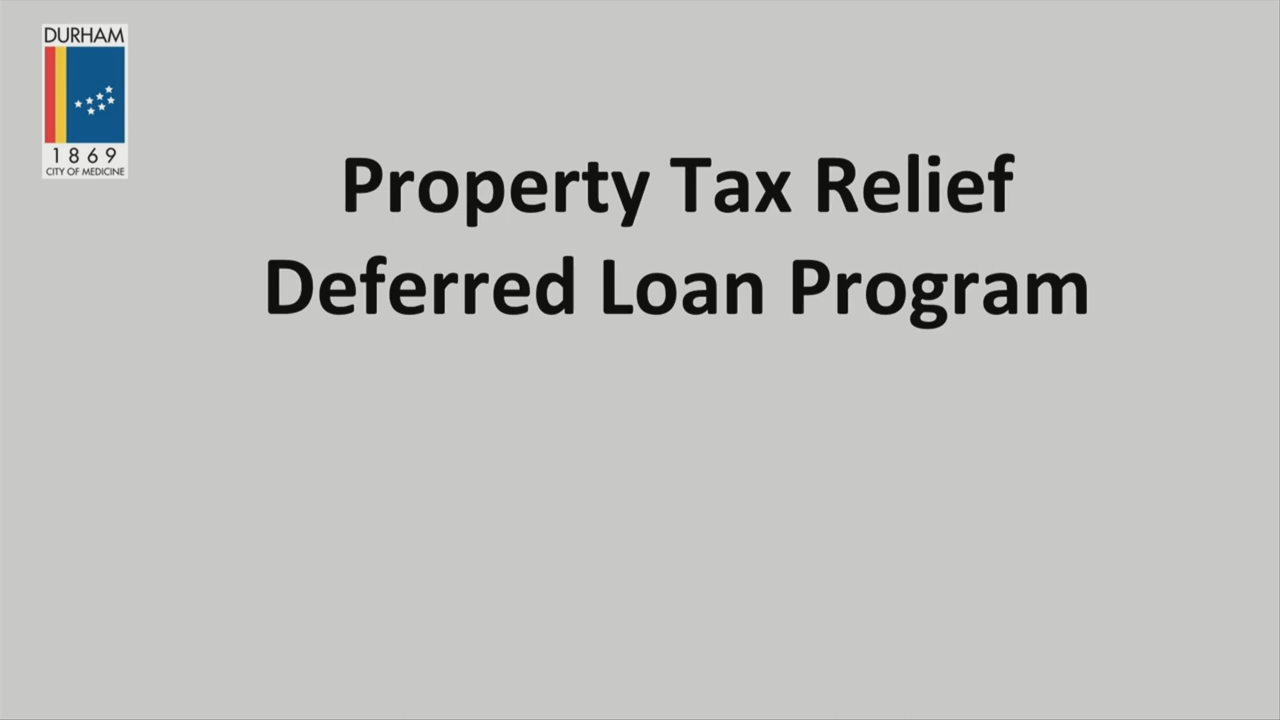 DURHAM
1869
CITY OF MEDICINE
Property Tax Relief
Deferred Loan Program